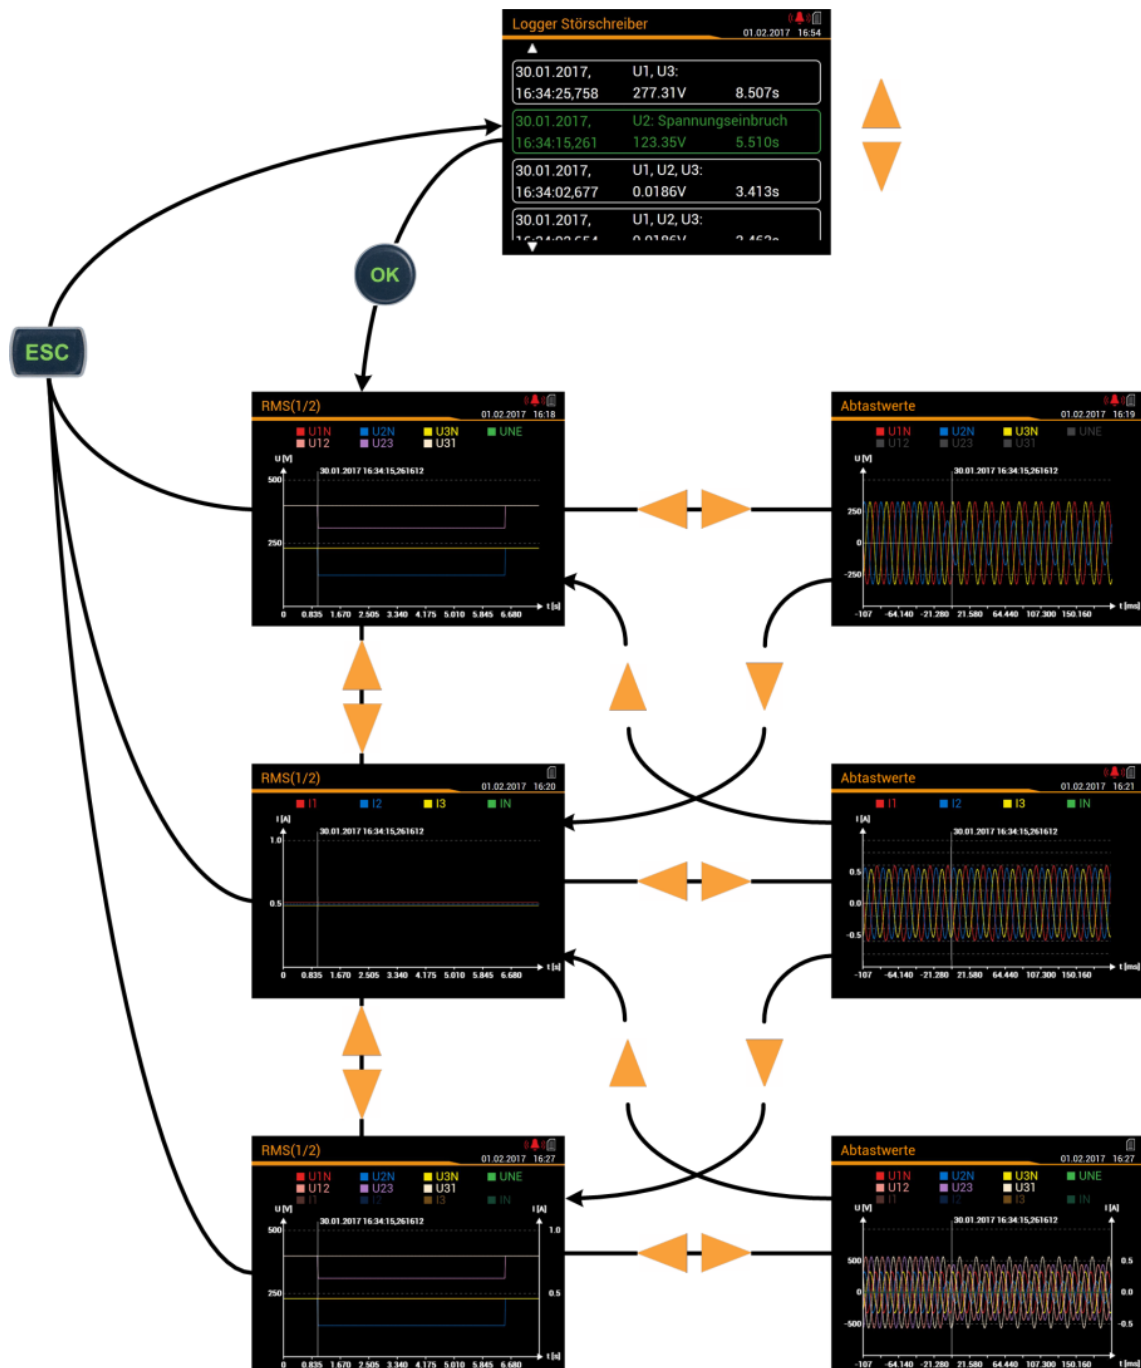 Logger Störschreiber
01.02.2017 16:54
30.01.2017, U1, U3:
16:34:25,758 277.31V 8.507s
30.01.2017, U2: Spannungseinbruch
16:34:15,261 123.35V 5.510s
30.01.2017, U1, U2, U3:
16:34:02,677 0.0186V 3.413s
30.01.2017, U1, U2, U3:
OK
ESC
RMS(1/2)
01.02.2017 16:18
U1N U2N U3N UNE
U12 U23 U31
U [V]
30.01.2017 16:34:15,261612
500
250
0 0.835 1.670 2.505 3.340 4.175 5.010 5.845 6.680
t [s]
Abtastwerte
01.02.2017 16:19
U1N U2N U3N UNE
U12 U23 U31
U [V]
30.01.2017 16:34:15,261612
250
0
-250
-107 -64.140 -21.280 21.580 64.440 107.300 150.160
t [ms]
RMS(1/2)
01.02.2017 16:20
I1 I2 I3 IN
I [A]
30.01.2017 16:34:15,261612
1.0
0.5
0 0.835 1.670 2.505 3.340 4.175 5.010 5.845 6.680
t [s]
Abtastwerte
01.02.2017 16:21
I1 I2 I3 IN
I [A]
30.01.2017 16:34:15,261612
0.5
0.0
-0.5
-107 -64.140 -21.280 21.580 64.440 107.300 150.160
t [ms]
RMS(1/2)
01.02.2017 16:27
U1N U2N U3N UNE
U12 U23 U31
I1 I2 I3 IN
U [V] I [A]
30.01.2017 16:34:15,261612
500 1.0
250 0.5
0 0.835 1.670 2.505 3.340 4.175 5.010 5.845 6.680
t [s]
Abtastwerte
01.02.2017 16:27
U1N U2N U3N UNE
U12 U23 U31
I1 I2 I3 IN
U [V] I [A]
30.01.2017 16:34:15,261612
500 0.5
0 0.0
-500 -0.5
-107 -64.140 -21.280 21.580 64.440 107.300 150.160
t [ms]